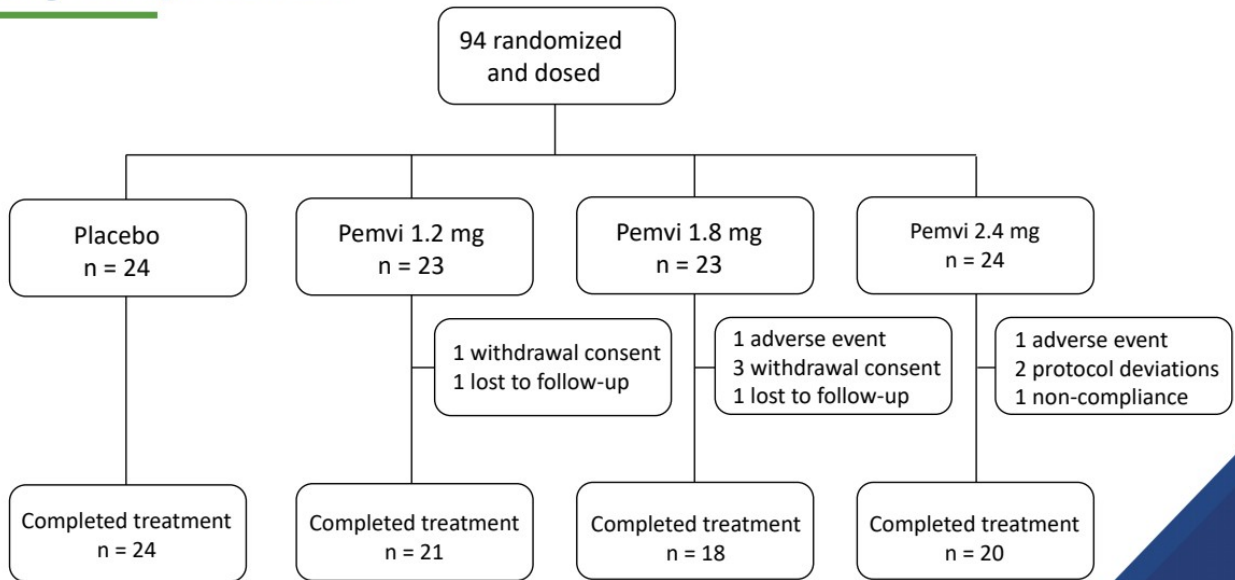 94 randomized
and dosed
Placebo
n = 24
Pemvi 1.2 mg
n = 23
Pemvi 1.8 mg
n = 23
Pemvi 2.4 mg
n = 24
1 withdrawal consent
1 lost to follow-up
1 adverse event
3 withdrawal consent
1 lost to follow-up
1 adverse event
2 protocol deviations
1 non-compliance
Completed treatment
n = 24
Completed treatment
n = 21
Completed treatment
n = 18
Completed treatment
n = 20